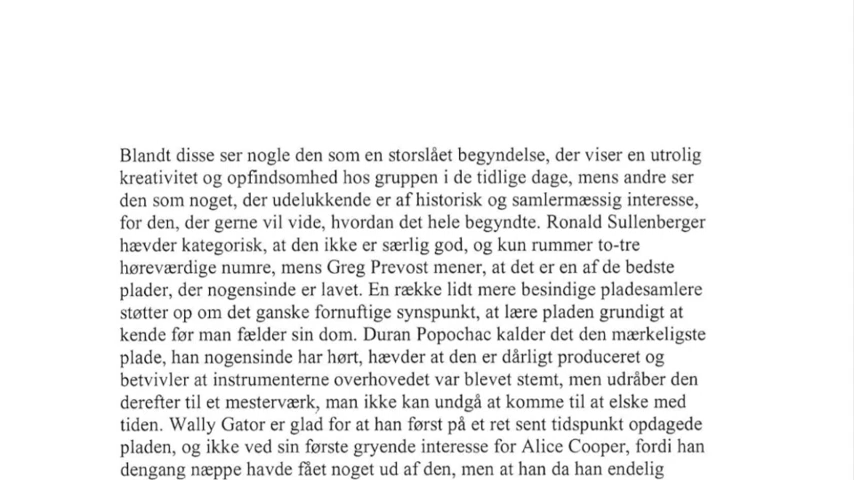 Blandt disse ser nogle den som en storslået begyndelse, der viser en utrolig
kreativitet og opfindsomhed hos gruppen i de tidlige dage, mens andre ser
den som noget, der udelukkende er af historisk og samlermæssig interesse,
for den, der gerne vil vide, hvordan det hele begyndte. Ronald Sullenberger
hævder kategorisk, at den ikke er særlig god, og kun rummer to-tre
høreværdige numre, mens Greg Prevost mener, at det er en af de bedste
plader, der nogensinde er lavet. En række lidt mere besindige pladesamlere
støtter op om det ganske fornuftige synspunkt, at lære pladen grundigt at
kende før man fælder sin dom. Duran Popochac kalder det den mærkeligste
plade, han nogensinde har hørt, hævder at den er dårligt produceret og
betvivler at instrumenterne overhovedet var blevet stemt, men udråber den
derefter til et mesterværk, man ikke kan undgå at komme til at elske med
tiden. Wally Gator er glad for at han først på et ret sent tidspunkt opdagede
pladen, og ikke ved sin første gryende interesse for Alice Cooper, fordi han
dengang næppe havde fået noget ud af den, men at han da han endelig